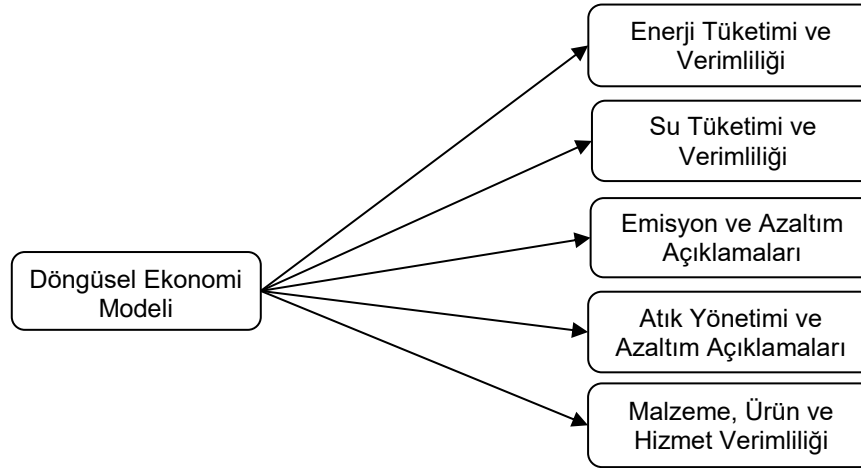 Enerji Tüketimi ve
Verimliliği
Su Tüketimi ve
Verimliliği
Emisyon ve Azaltım
Açıklamaları
Döngüsel Ekonomi
Modeli
Atık Yönetimi ve
Azaltım Açıklamaları
Malzeme, Ürün ve
Hizmet Verimliliği